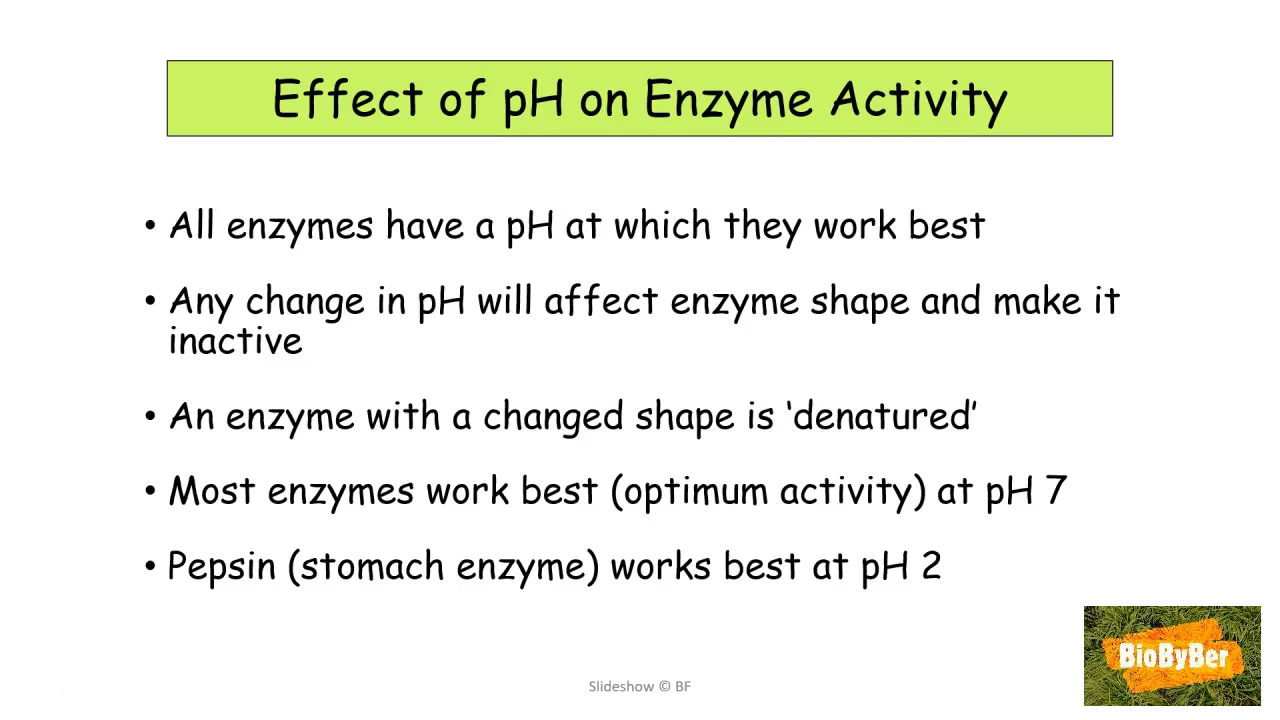 Effect of pH on Enzyme Activity
• All enzymes have a pH at which they work best
• Any change in pH will affect enzyme shape and make it
inactive
• An enzyme with a changed shape is ‘denatured’
• Most enzymes work best (optimum activity) at pH 7
• Pepsin (stomach enzyme) works best at pH 2
BioByBer
Slideshow © BF